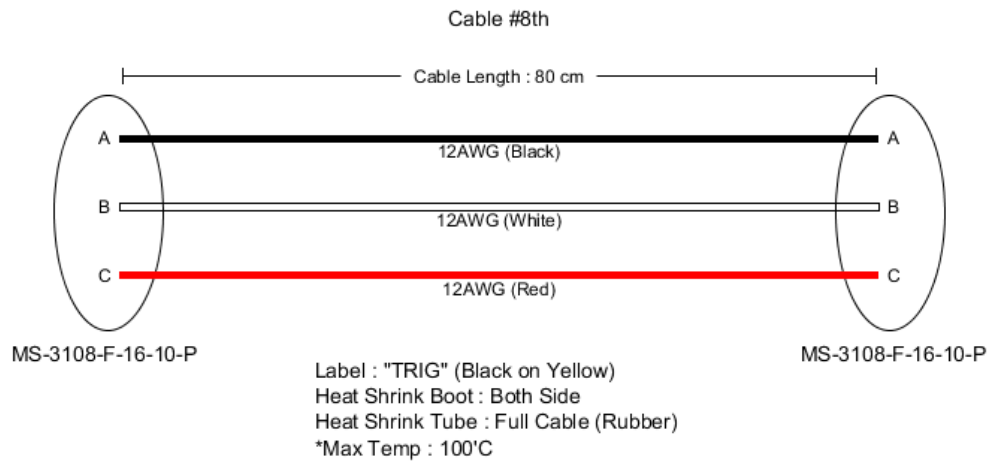 Cable #8th
Cable Length : 80 cm
A A
12AWG (Black)
B B
12AWG (White)
C C
12AWG (Red)
MS-3108-F-16-10-P MS-3108-F-16-10-P
Label : "TRIG" (Black on Yellow)
Heat Shrink Boot : Both Side
Heat Shrink Tube : Full Cable (Rubber)
*Max Temp : 100'C